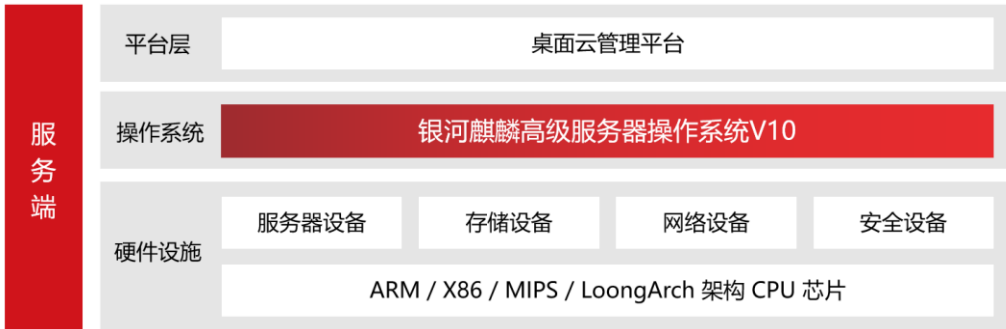 服务端
平台层
桌面云管理平台
操作系统
银河麒麟高级服务器操作系统V10
硬件设施
服务器设备
存储设备
网络设备
安全设备
ARM / X86 / MIPS / LoongArch 架构 CPU 芯片